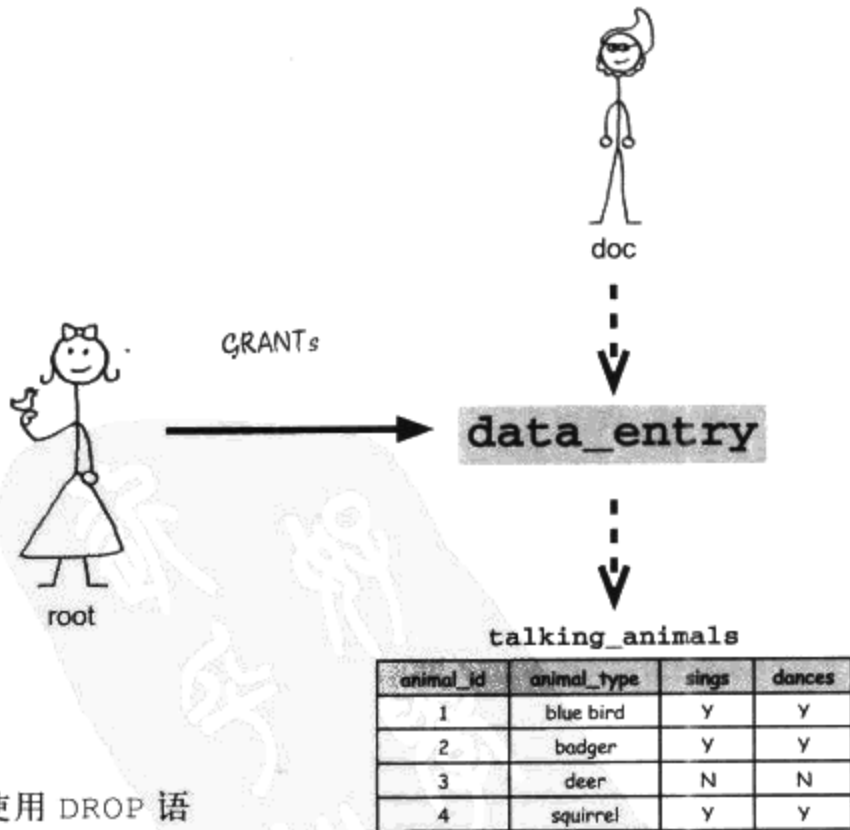 doc
GRANTs
data_entry
root
talking_animals
animal_id animal_type sings dances
1 blue bird Y Y
2 badger Y Y
3 deer N N
4 squirrel Y Y
使用 DROP 语